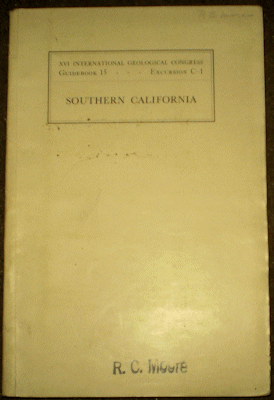 XVI INTERNATIONAL GEOLOGICAL CONGRESS
GUIDEBOOK 15 - - - EXCURSION C-1
SOUTHERN CALIFORNIA
R. C. Moore